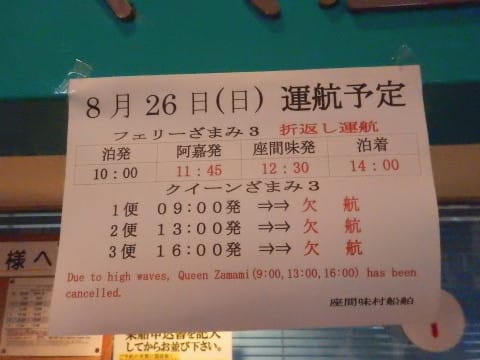 8月26日(日) 運航予定
フェリーざまみ3 折返し運航
泊発 阿嘉発 座間味発 泊着
10:00 11:45 12:30 14:00
クイーンざまみ3
1便 09:00発 ⇒⇒ 欠航
2便 13:00発 ⇒⇒ 欠航
3便 16:00発 ⇒⇒ 欠航
Due to high waves, Queen Zamami(9:00,13:00,16:00) has been
cancelled.
座間味村船舶
様へ
乗船申込書を記入
してからお並び下さい。
1